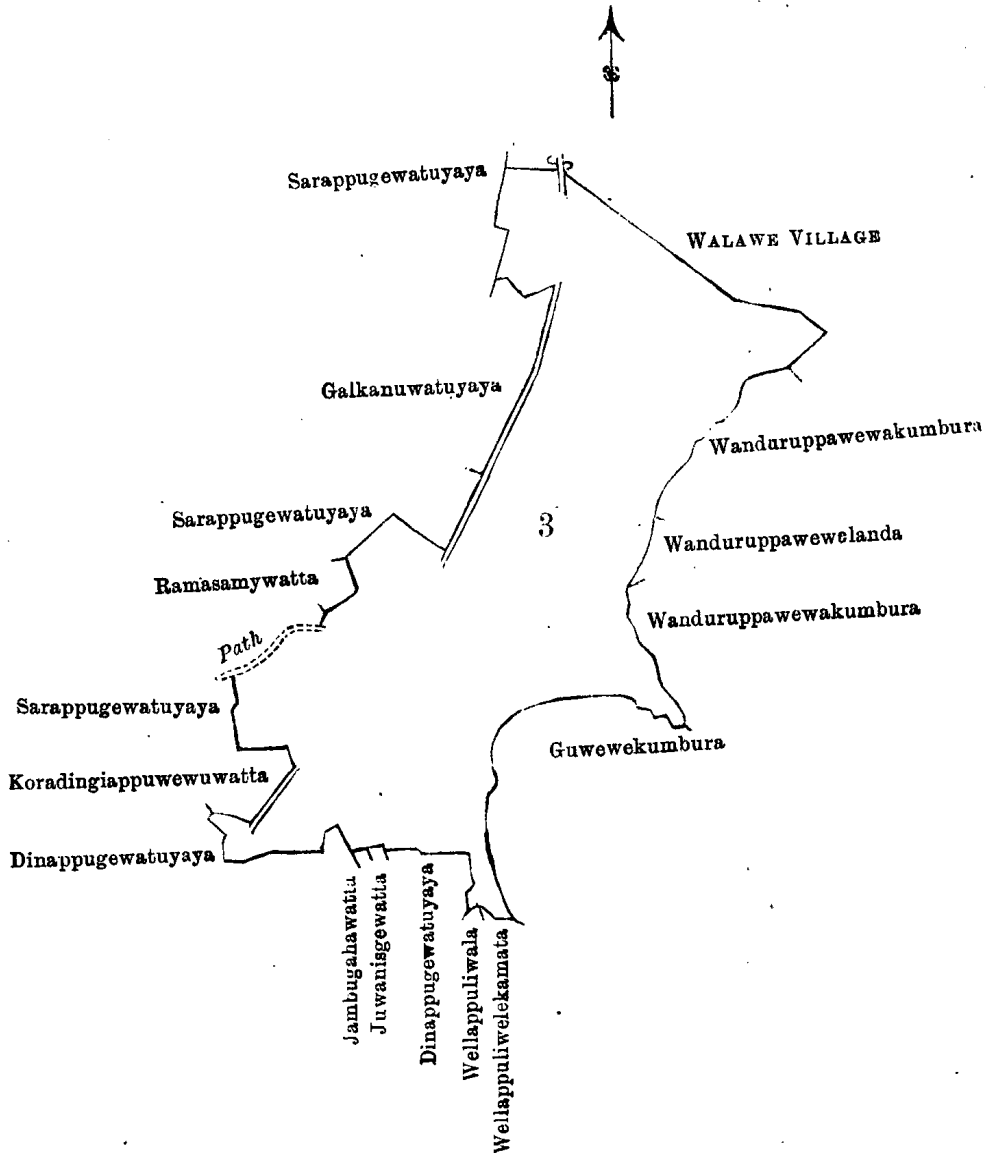 Sarappugewatuyaya
WALAWE VILLAGE
Galkanuwatuyaya
Wanduruppawewakumbura
Sarappugewatuyaya
3
Wanduruppawewelanda
Ramasamywatta
Wanduruppawewakumbura
Path
Sarappugewatuyaya
Guwewekumbura
Koradingiappuwewuwatta
Dinappugewatuyaya
Jambugahawatta
Juwanisgewatta
Dinappugewatuyaya
Wellappuliwala
Wellappuliwelekamata